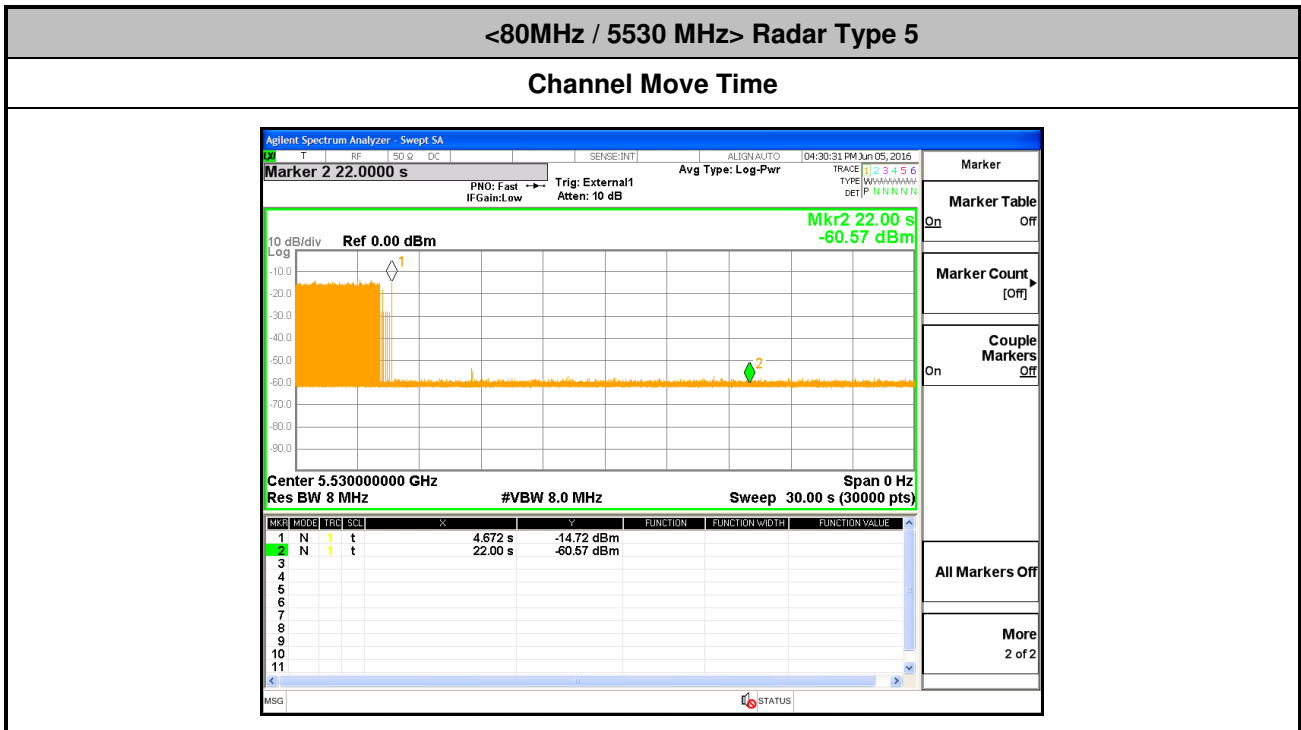 <80MHz / 5530 MHz> Radar Type 5
Channel Move Time
Agilent Spectrum Analyzer - Swept SA
LXI T RF 50 Ω DC SENSE:INT ALIGN AUTO 04:30:31 PM Jun 05, 2016
Marker 2 22.0000 s
PNO: Fast
IFGain:Low
Trig: External1
Atten: 10 dB
Avg Type: Log-Pwr
TRACE 1 2 3 4 5 6
TYPE
DET P N N N N N
Mkr2 22.00 s
-60.57 dBm
10 dB/div Ref 0.00 dBm
Log
-10.0
-20.0
-30.0
-40.0
-50.0
-60.0
-70.0
-80.0
-90.0
1
2
Center 5.530000000 GHz Span 0 Hz
Res BW 8 MHz #VBW 8.0 MHz Sweep 30.00 s (30000 pts)
MKR MODE TRC SCL X Y FUNCTION FUNCTION WIDTH FUNCTION VALUE
1 N 1 t 4.672 s -14.72 dBm
2 N 1 t 22.00 s -60.57 dBm
3
4
5
6
7
8
9
10
11
MSG STATUS
Marker
Marker Table
On Off
Marker Count
[Off]
Couple
Markers
On Off
All Markers Off
More
2 of 2